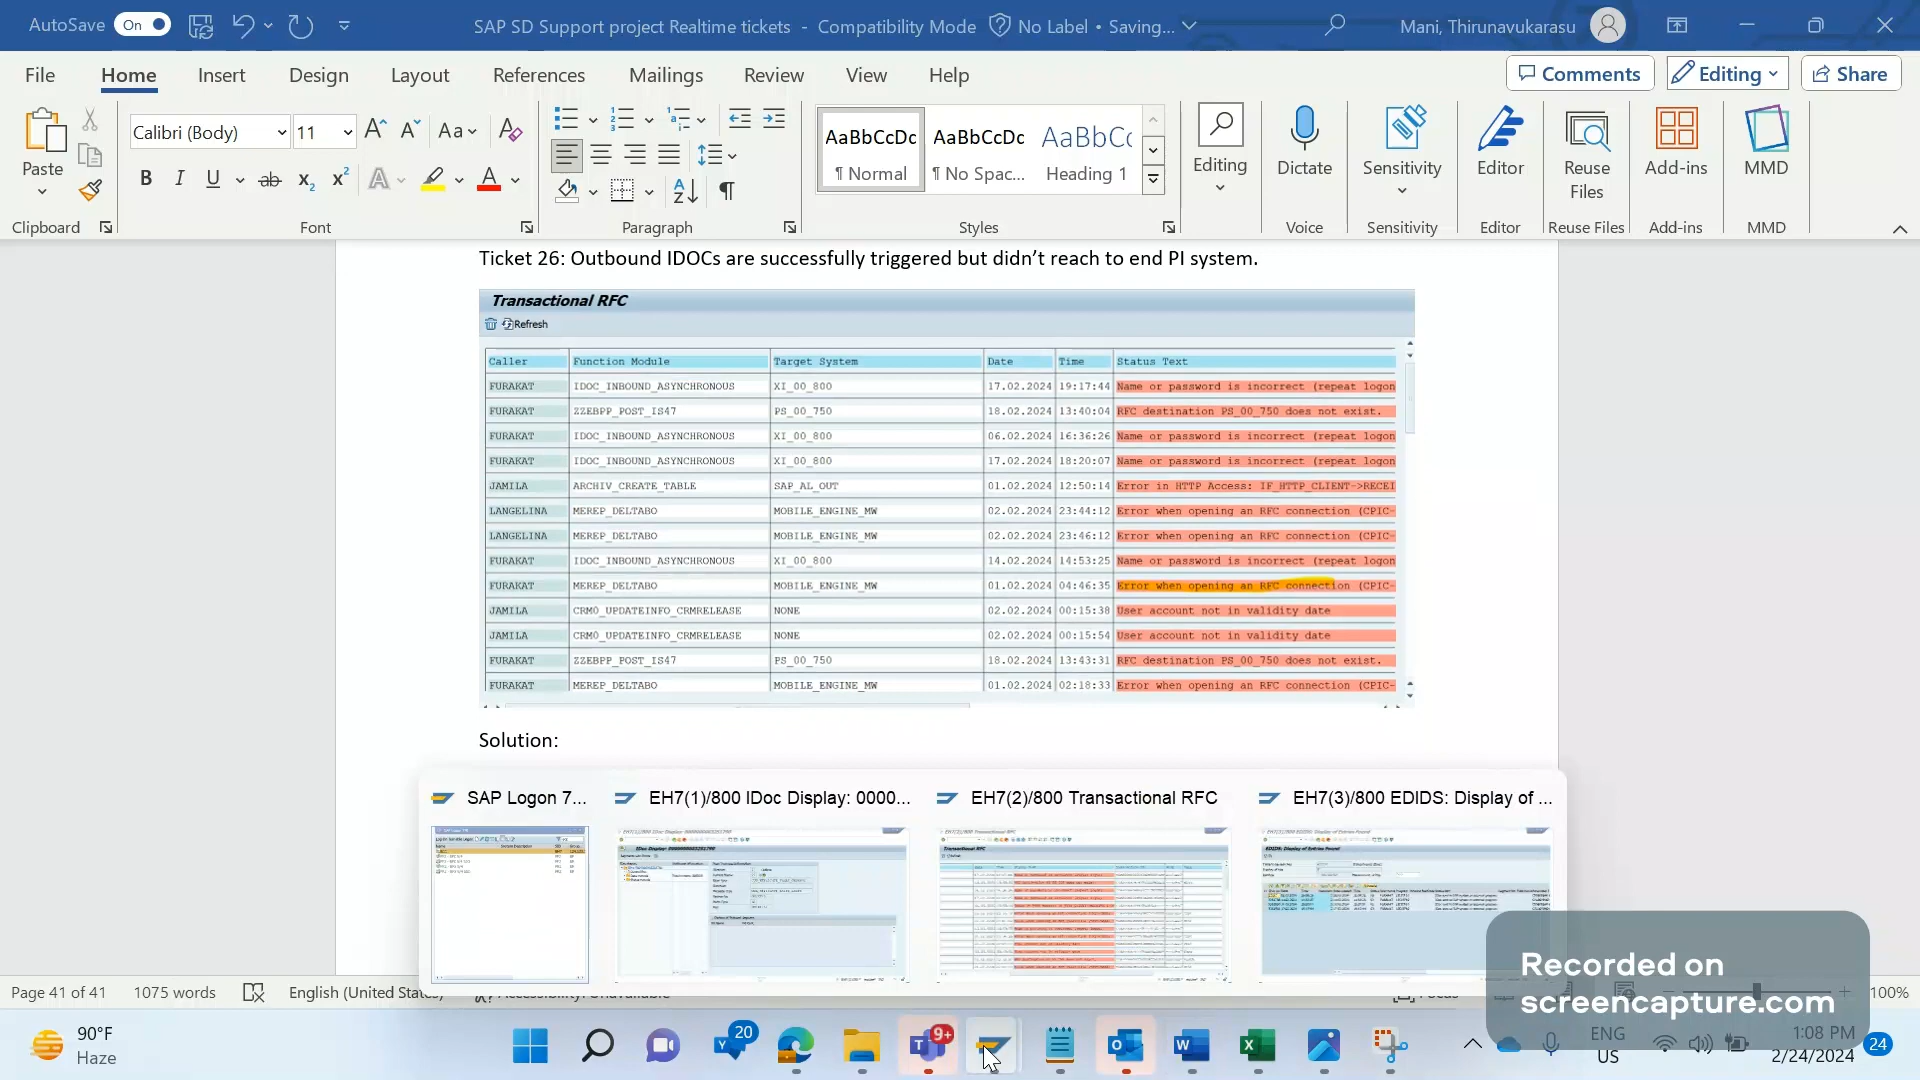 AutoSave On
SAP SD Support project Realtime tickets - Compatibility Mode No Label • Saving...
Mani, Thirunavukarasu
File Home Insert Design Layout References Mailings Review View Help
Comments Editing Share
Paste
Calibri (Body) 11
AaBbCcDc AaBbCcDc AaBbCc
¶ Normal ¶ No Spac... Heading 1
Editing Dictate Sensitivity Editor Reuse Files Add-ins MMD
Clipboard Font Paragraph Styles Voice Sensitivity Editor Reuse Files Add-ins MMD
Ticket 26: Outbound IDOCs are successfully triggered but didn't reach to end PI system.
Transactional RFC
Refresh
Caller Function Module Target System Date Time Status Text
FURAKAT IDOC_INBOUND_ASYNCHRONOUS XI_00_800 17.02.2024 19:17:44 Name or password is incorrect (repeat logon
FURAKAT ZZEBPP_POST_IS47 PS_00_750 18.02.2024 13:40:04 RFC destination PS_00_750 does not exist.
FURAKAT IDOC_INBOUND_ASYNCHRONOUS XI_00_800 06.02.2024 16:36:26 Name or password is incorrect (repeat logon
FURAKAT IDOC_INBOUND_ASYNCHRONOUS XI_00_800 17.02.2024 18:20:07 Name or password is incorrect (repeat logon
JAMILA ARCHIV_CREATE_TABLE SAP_AL_OUT 01.02.2024 12:50:14 Error in HTTP Access: IF_HTTP_CLIENT->RECEI
LANGELINA MEREP_DELTABO MOBILE_ENGINE_MW 02.02.2024 23:44:12 Error when opening an RFC connection (CPIC-
LANGELINA MEREP_DELTABO MOBILE_ENGINE_MW 02.02.2024 23:46:12 Error when opening an RFC connection (CPIC-
FURAKAT IDOC_INBOUND_ASYNCHRONOUS XI_00_800 14.02.2024 14:53:25 Name or password is incorrect (repeat logon
FURAKAT MEREP_DELTABO MOBILE_ENGINE_MW 01.02.2024 04:46:35 Error when opening an RFC connection (CPIC-
JAMILA CRM0_UPDATEINFO_CRMRELEASE NONE 02.02.2024 00:15:38 User account not in validity date
JAMILA CRM0_UPDATEINFO_CRMRELEASE NONE 02.02.2024 00:15:54 User account not in validity date
FURAKAT ZZEBPP_POST_IS47 PS_00_750 18.02.2024 13:43:31 RFC destination PS_00_750 does not exist.
FURAKAT MEREP_DELTABO MOBILE_ENGINE_MW 01.02.2024 02:18:33 Error when opening an RFC connection (CPIC-
Solution:
SAP Logon 7... EH7(1)/800 IDoc Display: 0000... EH7(2)/800 Transactional RFC EH7(3)/800 EDIDS: Display of ...
Recorded on
screencapture.com
Page 41 of 41 1075 words English (United States) 100%
90°F
Haze
20 9+
ENG
US
1:08 PM
2/24/2024 24